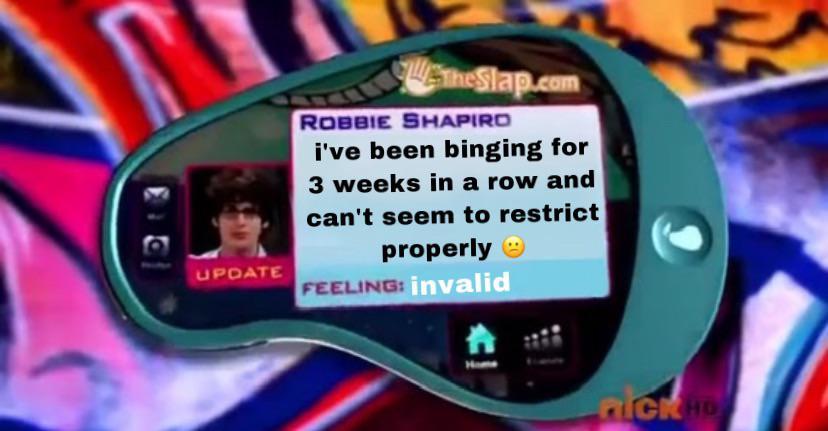 TheSlap.com
ROBBIE SHAPIRO
i've been binging for
3 weeks in a row and
can't seem to restrict
properly 😕
UPDATE
FEELING: invalid
Home
nick HD